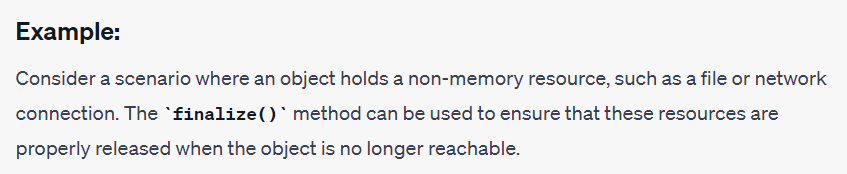 Example:
Consider a scenario where an object holds a non-memory resource, such as a file or network
connection. The `finalize()` method can be used to ensure that these resources are
properly released when the object is no longer reachable.